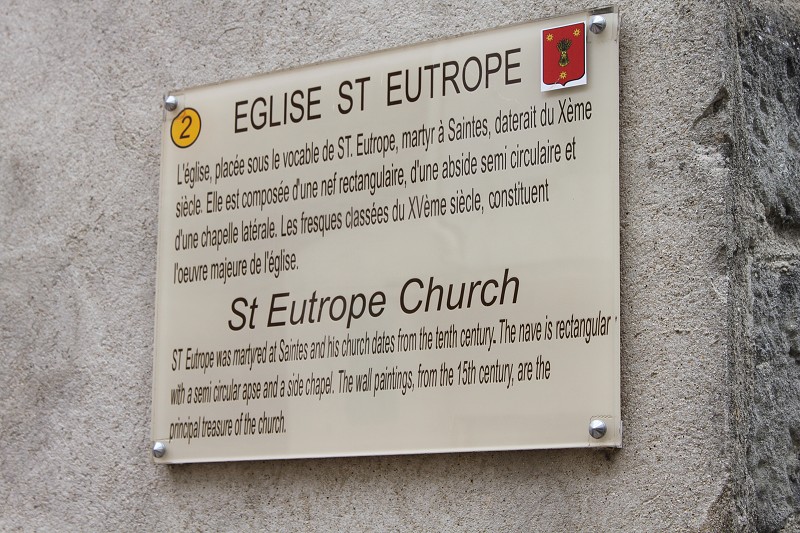 2
EGLISE ST EUTROPE
L'église, placée sous le vocable de ST. Eutrope, martyr à Saintes, daterait du Xème
siècle. Elle est composée d'une nef rectangulaire, d'une abside semi circulaire et
d'une chapelle latérale. Les fresques classées du XVème siècle, constituent
l'oeuvre majeure de l'église.
St Eutrope Church
ST Eutrope was martyred at Saintes and his church dates from the tenth century. The nave is rectangular
with a semi circular apse and a side chapel. The wall paintings, from the 15th century, are the
principal treasure of the church.